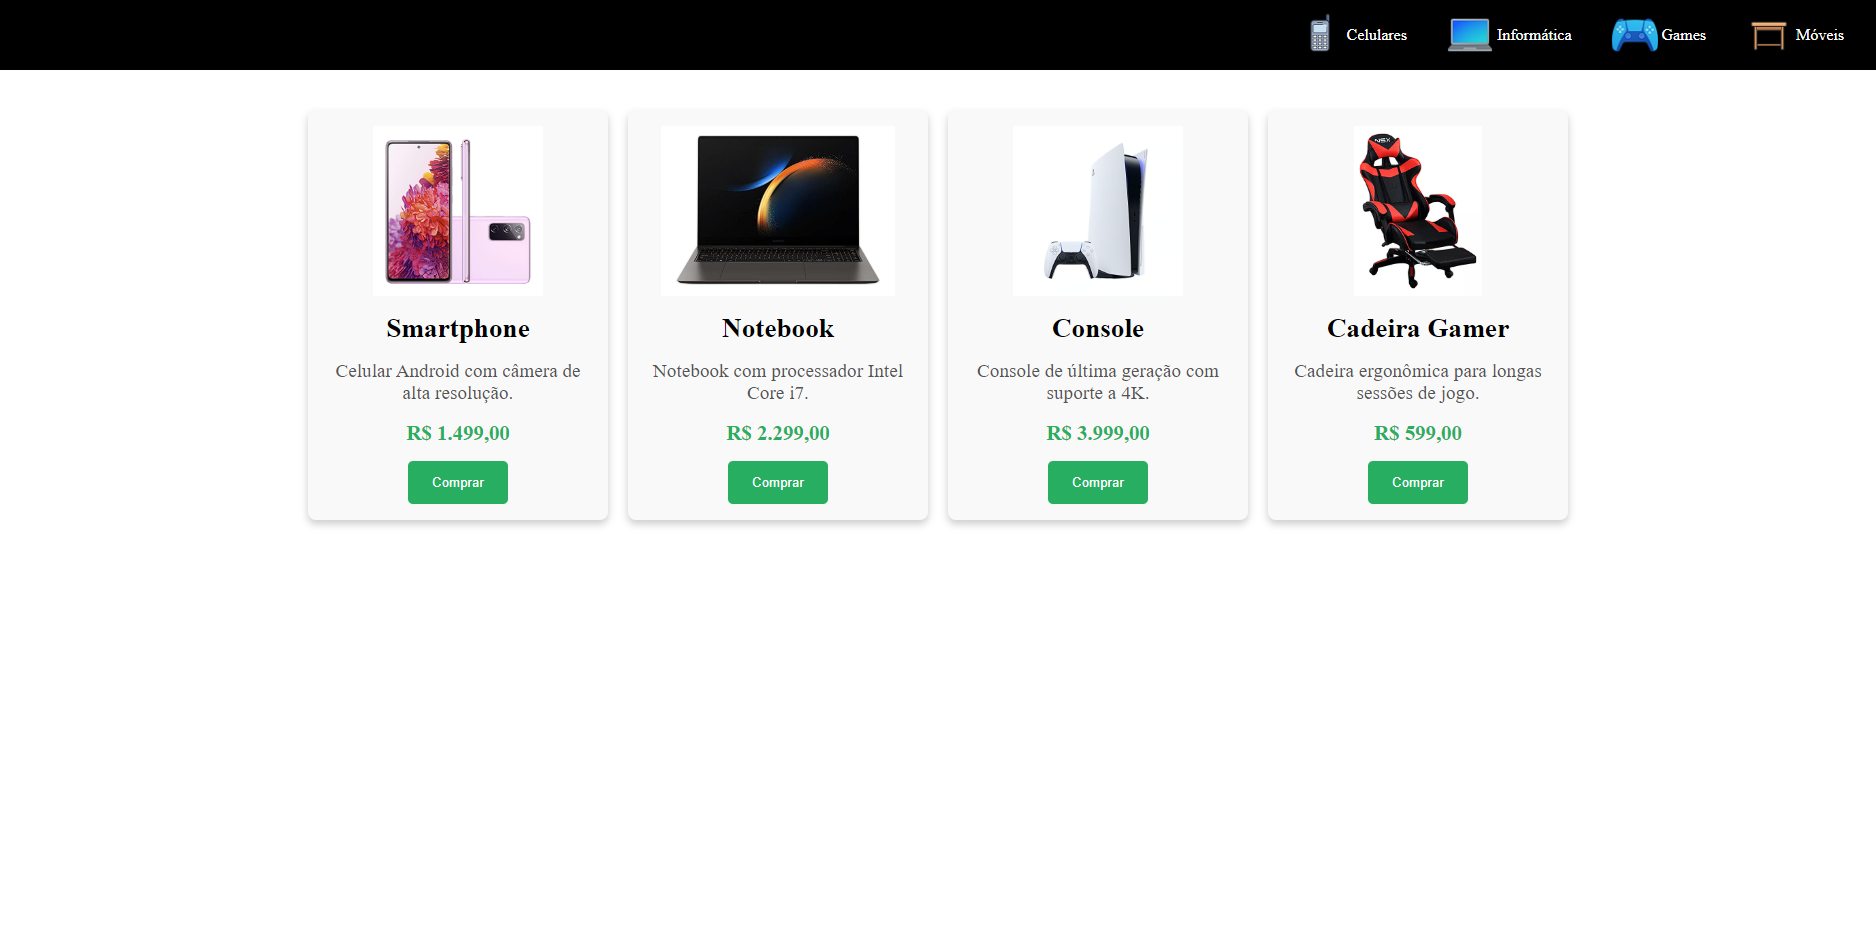 Celulares
Informática
Games
Móveis
NEX
Smartphone
Celular Android com câmera de
alta resolução.
R$ 1.499,00
Comprar
Notebook
Notebook com processador Intel
Core i7.
R$ 2.299,00
Comprar
Console
Console de última geração com
suporte a 4K.
R$ 3.999,00
Comprar
Cadeira Gamer
Cadeira ergonômica para longas
sessões de jogo.
R$ 599,00
Comprar